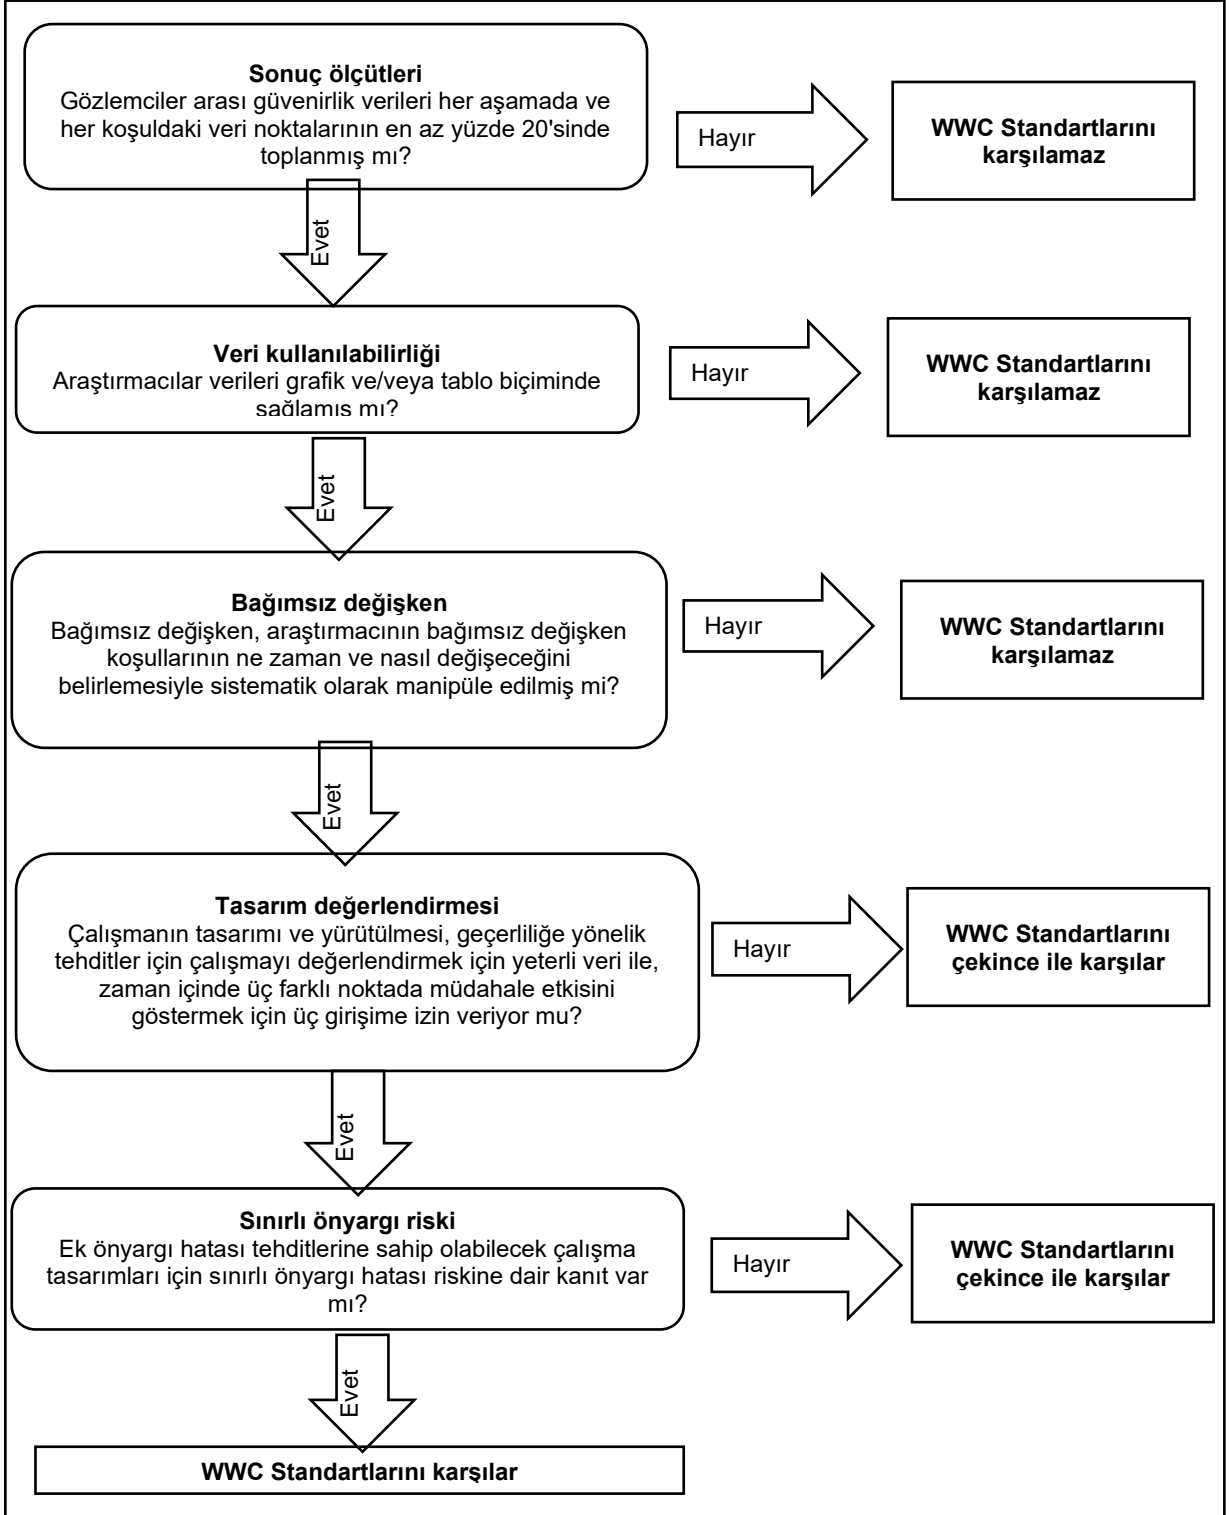 Sonuç ölçütleri
Gözlemciler arası güvenirlik verileri her aşamada ve
her koşuldaki veri noktalarının en az yüzde 20'sinde
toplanmış mı?
Hayır
WWC Standartlarını
karşılamaz
Evet
Veri kullanılabilirliği
Araştırmacılar verileri grafik ve/veya tablo biçiminde
sağlamış mı?
Hayır
WWC Standartlarını
karşılamaz
Evet
Bağımsız değişken
Bağımsız değişken, araştırmacının bağımsız değişken
koşullarının ne zaman ve nasıl değişeceğini
belirlemesiyle sistematik olarak manipüle edilmiş mi?
Hayır
WWC Standartlarını
karşılamaz
Evet
Tasarım değerlendirmesi
Çalışmanın tasarımı ve yürütülmesi, geçerliliğe yönelik
tehditler için çalışmayı değerlendirmek için yeterli veri ile,
zaman içinde üç farklı noktada müdahale etkisini
göstermek için üç girişime izin veriyor mu?
Hayır
WWC Standartlarını
çekince ile karşılar
Evet
Sınırlı önyargı riski
Ek önyargı hatası tehditlerine sahip olabilecek çalışma
tasarımları için sınırlı önyargı hatası riskine dair kanıt var
mı?
Hayır
WWC Standartlarını
çekince ile karşılar
Evet
WWC Standartlarını karşılar